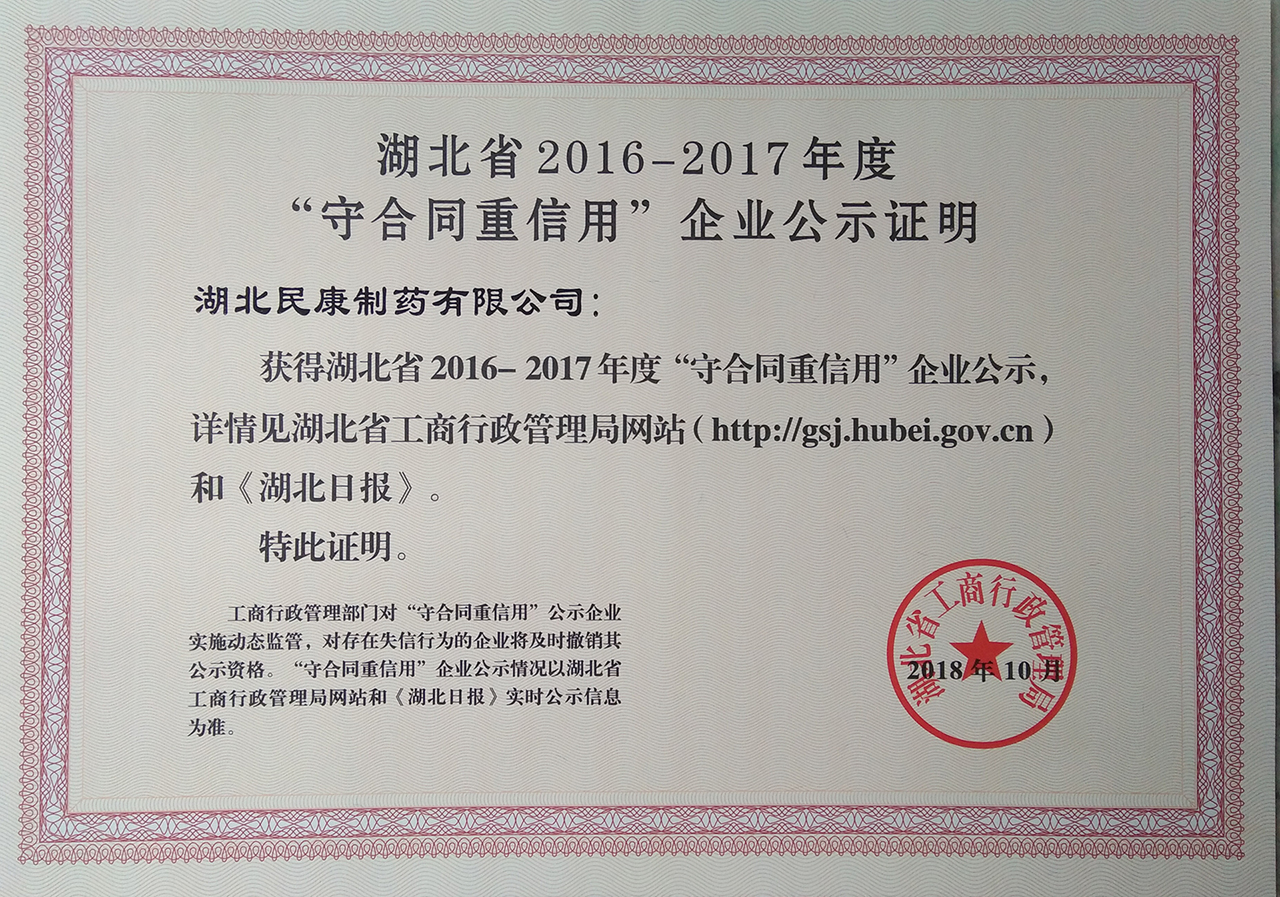 湖北省2016-2017年度
“守合同重信用”企业公示证明
湖北民康制药有限公司：
获得湖北省2016-2017年度“守合同重信用”企业公示，
详情见湖北省工商行政管理局网站（http://gsj.hubei.gov.cn）
和《湖北日报》。
特此证明。
工商行政管理部门对“守合同重信用”公示企业
实施动态监管，对存在失信行为的企业将及时撤销其
公示资格。“守合同重信用”企业公示情况以湖北省
工商行政管理局网站和《湖北日报》实时公示信息
为准。
湖北省工商行政管理局
2018年10月